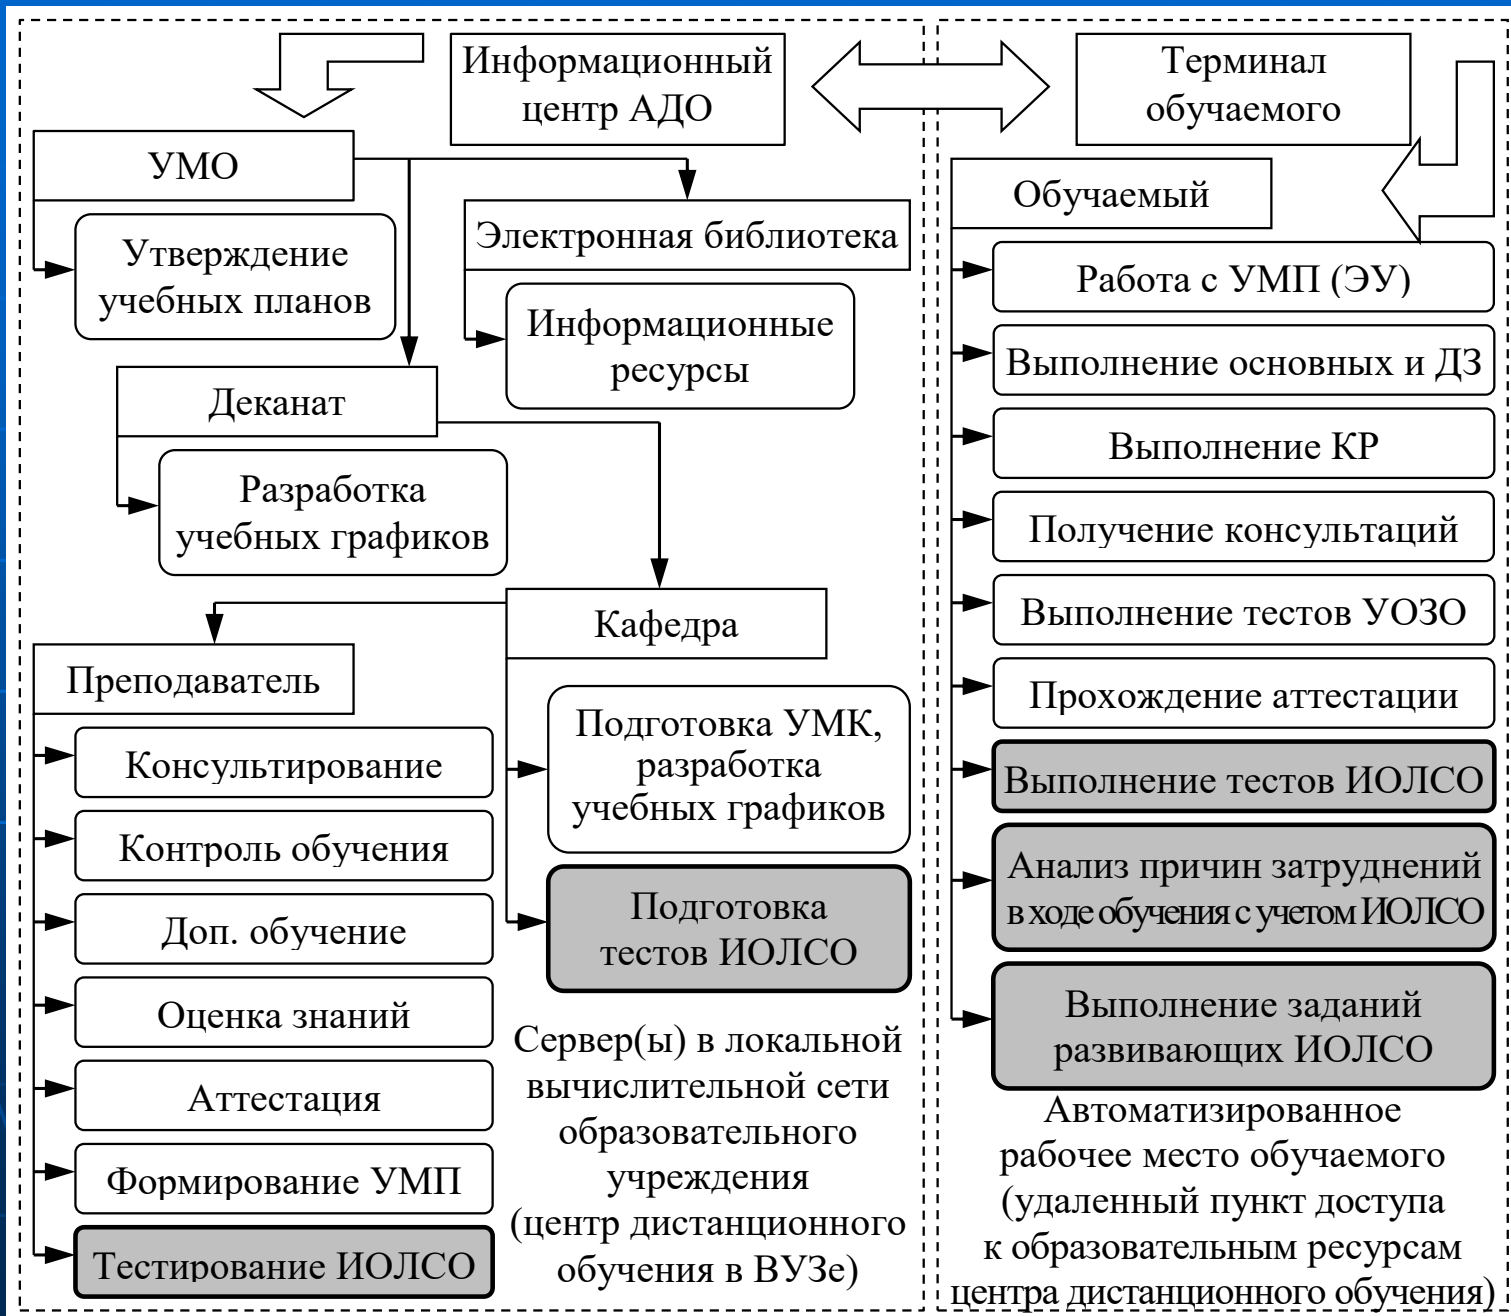 Информационный
центр АДО
УМО
Утверждение
учебных планов
Электронная библиотека
Информационные
ресурсы
Деканат
Разработка
учебных графиков
Кафедра
Преподаватель
Консультирование
Контроль обучения
Доп. обучение
Оценка знаний
Аттестация
Формирование УМП
Тестирование ИОЛСО
Подготовка УМК,
разработка
учебных графиков
Подготовка
тестов ИОЛСО
Сервер(ы) в локальной
вычислительной сети
образовательного
учреждения
(центр дистанционного
обучения в ВУЗе)
Терминал
обучаемого
Обучаемый
Работа с УМП (ЭУ)
Выполнение основных и ДЗ
Выполнение КР
Получение консультаций
Выполнение тестов УОЗО
Прохождение аттестации
Выполнение тестов ИОЛСО
Анализ причин затруднений
в ходе обучения с учетом ИОЛСО
Выполнение заданий
развивающих ИОЛСО
Автоматизированное
рабочее место обучаемого
(удаленный пункт доступа
к образовательным ресурсам
центра дистанционного обучения)